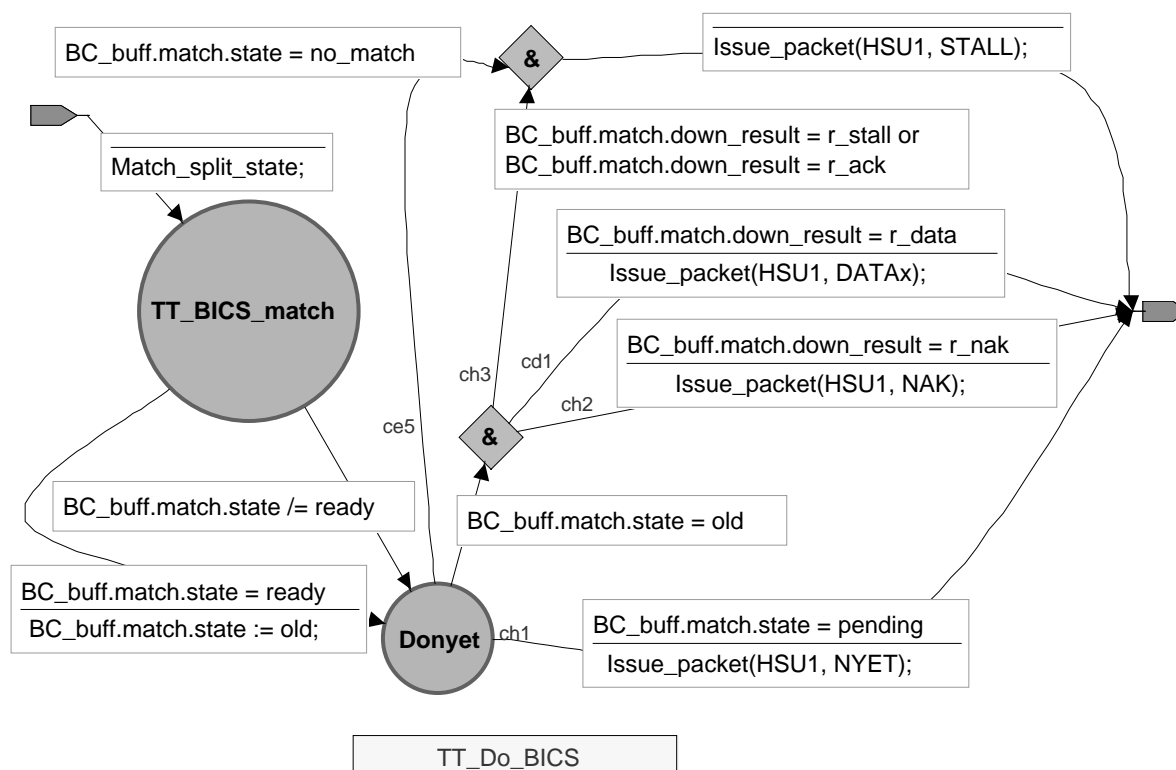 BC_buff.match.state = no_match
&
Issue_packet(HSU1, STALL);
Match_split_state;
BC_buff.match.down_result = r_stall or
BC_buff.match.down_result = r_ack
BC_buff.match.down_result = r_data
Issue_packet(HSU1, DATAx);
TT_BICS_match
BC_buff.match.down_result = r_nak
Issue_packet(HSU1, NAK);
ch3
cd1
ch2
ce5
&
BC_buff.match.state /= ready
BC_buff.match.state = old
BC_buff.match.state = ready
BC_buff.match.state := old;
Donyet
ch1
BC_buff.match.state = pending
Issue_packet(HSU1, NYET);
TT_Do_BICS